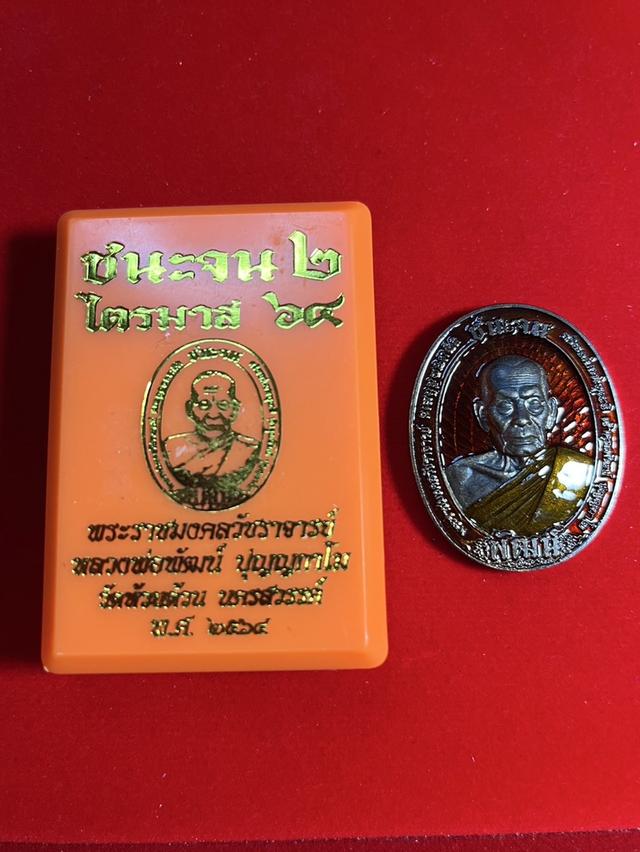 ชนะจน ๒
ไตรมาส ๖๔
พระราชมงคลวัชราจารย์
หลวงพ่อพัฒน์ ปุญญกาโม
วัดห้วยด้วน นครสวรรค์
พ.ศ. ๒๕๖๔
ชนะจน
พัฒน์